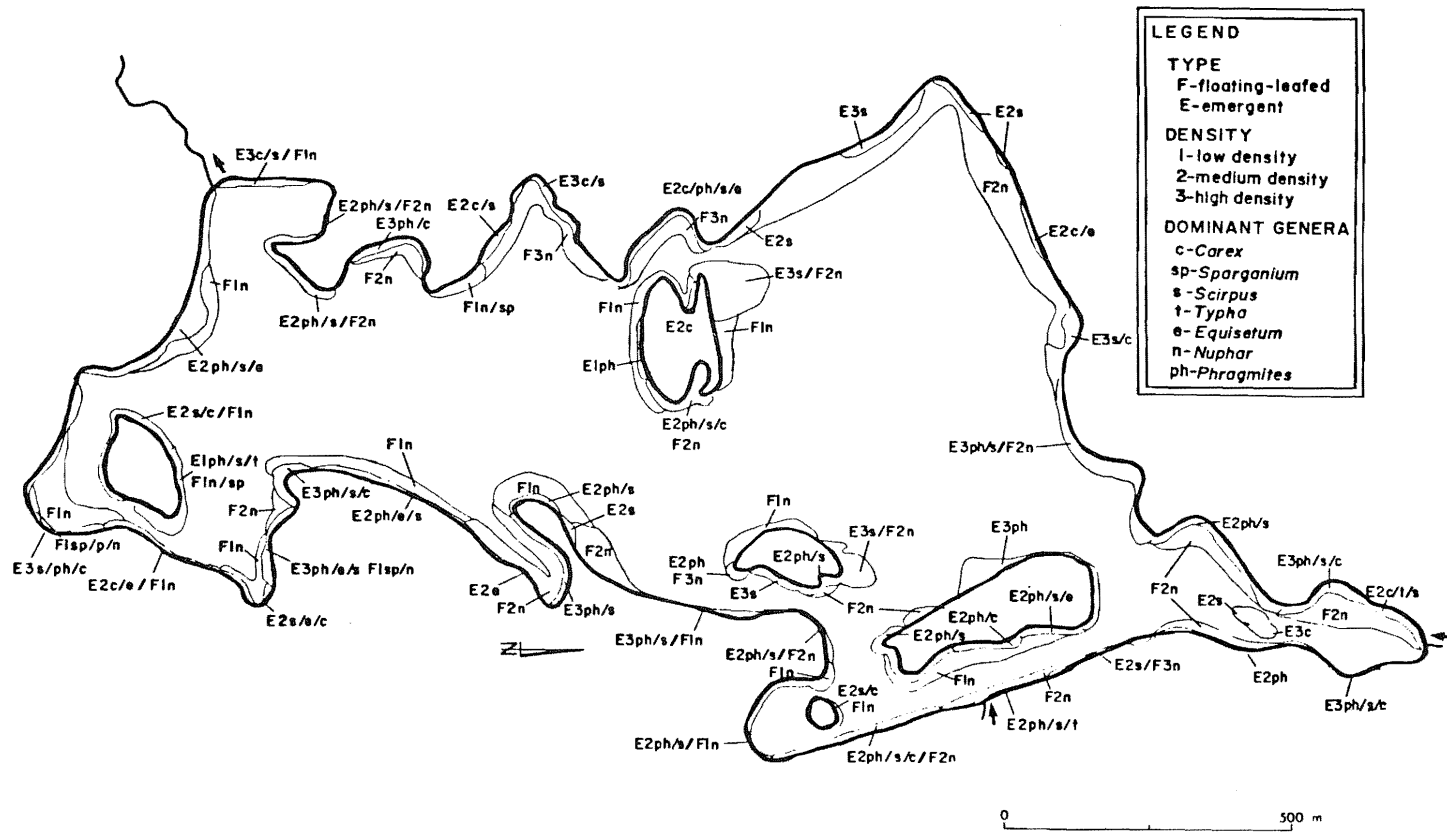 LEGEND
TYPE
F-floating-leafed
E-emergent
DENSITY
1-low density
2-medium density
3-high density
DOMINANT GENERA
c-Carex
sp-Sparganium
s-Scirpus
t-Typha
e-Equisetum
n-Nuphar
ph-Phragmites
E3s
E2s
E3c/s/F1n
E2ph/s/F2n
E3ph/c
E2c/s
E3c/s
E2c/ph/s/e
F2n
F3n
F3n
E2s
E2c/e
F2n
F1n
E3s/F2n
F1n
F1n/sp
E2ph/s/F2n
E2c
F1n
E3s/c
E2ph/s/e
E1ph
E2s/c/F1n
E2ph/s/c
F2n
F1n
E3ph/s/F2n
E1ph/s/t
F1n/sp
E3ph/s/c
E2ph/e/s
F1n
E2ph/s
E2s
F2n
F1n
F1n
E3s/F2n
E3ph
E2ph/s
F1sp/p/n
E3s/ph/c
E2c/e/F1n
F1n
E3ph/e/s F1sp/n
F2n
E2ph/s
E2ph
F3n
E3s
E3ph/s/c
E2e
F2n
F2n
E2ph/s/e
E2ph/c
F2n
E2s
E2c/t/s
F2n
E3c
E2s/e/c
E3ph/s
E3ph/s/F1n
E2ph/s
N
E2ph/s/F2n
F1n
E2s/F3n
E2ph
F1n
F2n
E2s/c
F1n
E3ph/s/c
E2ph/s/t
E2ph/s/F1n
E2ph/s/c/F2n
0 500 m